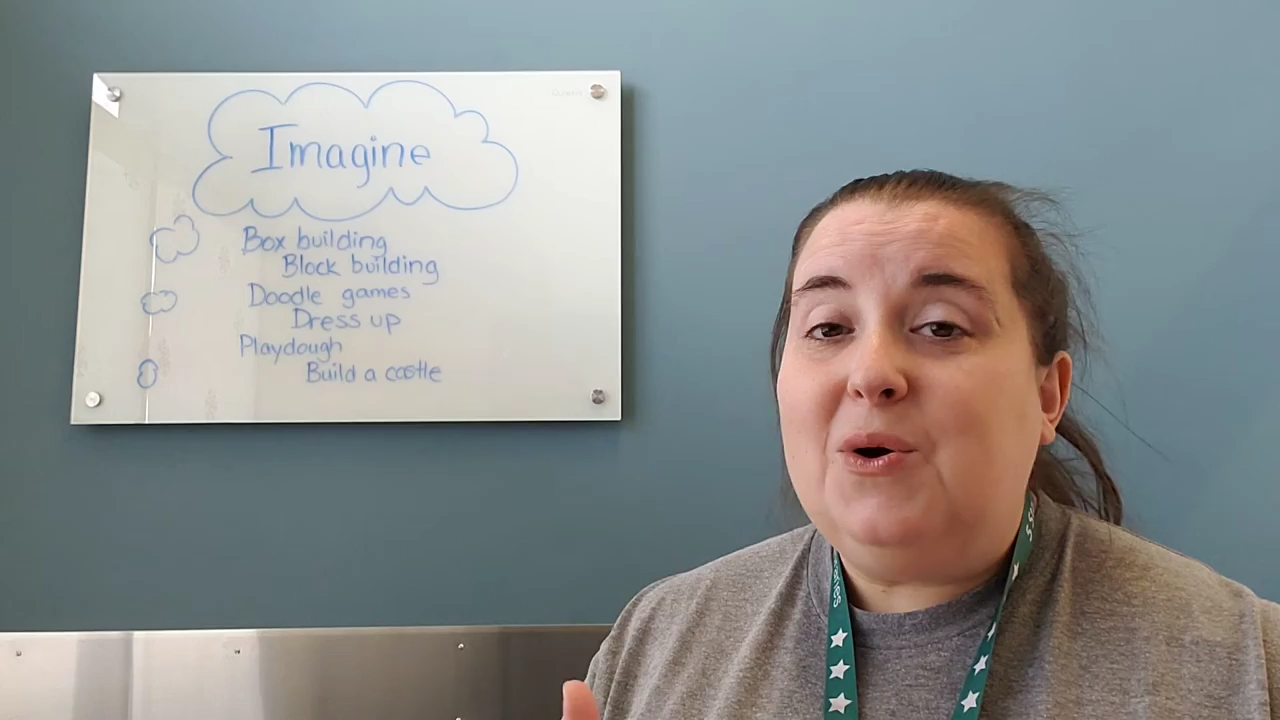 Imagine
Box building
Block building
Doodle games
Dress up
Playdough
Build a castle